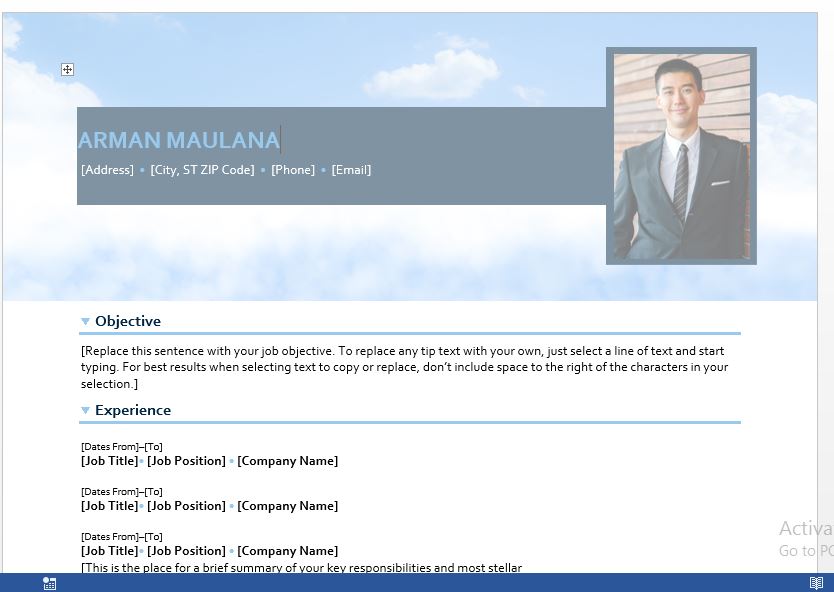 ARMAN MAULANA
[Address] • [City, ST ZIP Code] • [Phone] • [Email]
Objective
[Replace this sentence with your job objective. To replace any tip text with your own, just select a line of text and start
typing. For best results when selecting text to copy or replace, don’t include space to the right of the characters in your
selection.]
Experience
[Dates From]–[To]
[Job Title]• [Job Position] • [Company Name]
[Dates From]–[To]
[Job Title]• [Job Position] • [Company Name]
[Dates From]–[To]
[Job Title]• [Job Position] • [Company Name]
[This is the place for a brief summary of your key responsibilities and most stellar
Activa
Go to PC